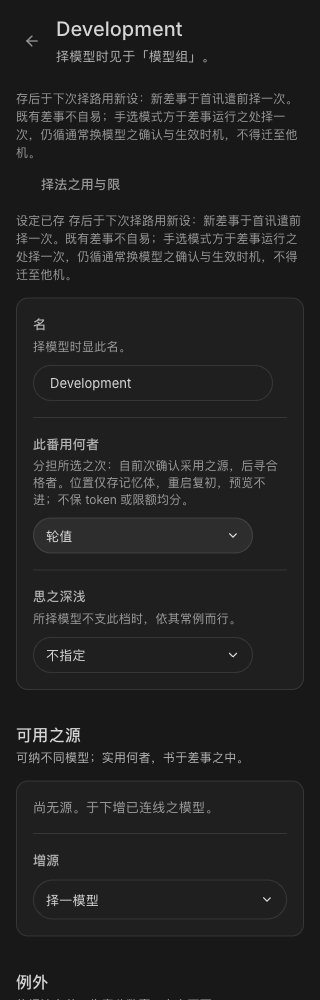 Development
择模型时见于「模型组」。
存后于下次择路用新设：新差事于首讯遣前择一次。
既有差事不自易；手选模式方于差事运行之处择一
次，仍循通常换模型之确认与生效时机，不得迁至他
机。
择法之用与限
设定已存 存后于下次择路用新设：新差事于首讯遣前
择一次。既有差事不自易；手选模式方于差事运行之
处择一次，仍循通常换模型之确认与生效时机，不得
迁至他机。
名
择模型时显此名。
Development
此番用何者
分担所选之次：自前次确认采用之源，后寻合
格者。位置仅存记忆体，重启复初，预览不
进；不保 token 或限额均分。
轮值
思之深浅
所择模型不支此档时，依其常例而行。
不指定
可用之源
可纳不同模型；实用何者，书于差事之中。
尚无源。于下增已连线之模型。
增源
择一模型
例外